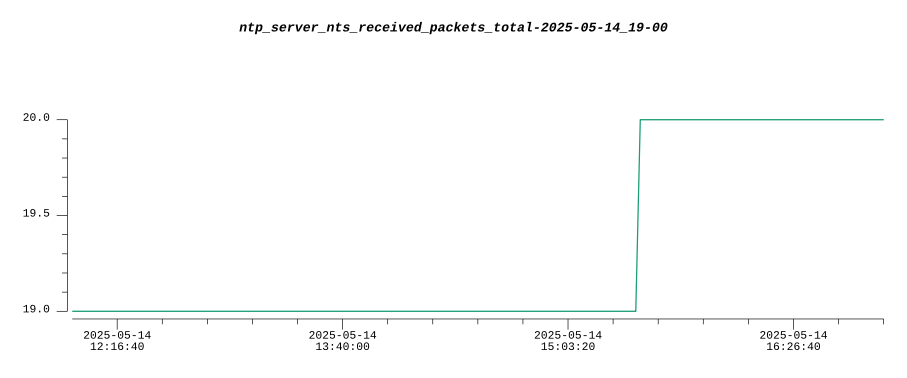 ntp_server_nts_received_packets_total-2025-05-14_19-00
20.0
19.5
19.0
2025-05-14 2025-05-14 2025-05-14 2025-05-14
12:16:40 13:40:00 15:03:20 16:26:40